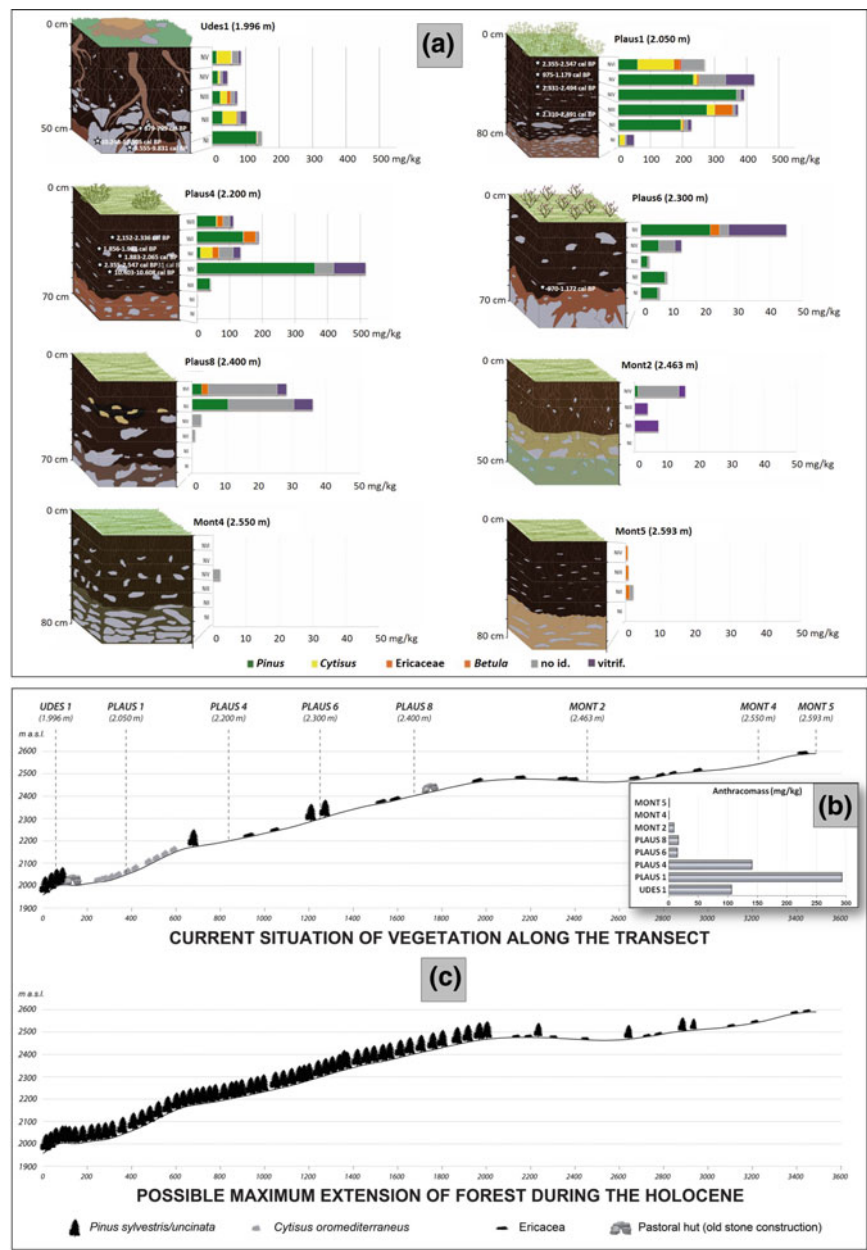 Udes1 (1.996 m)
(a)
Plaus1 (2.050 m)
0 cm
50 cm
0 50 100 150 200 250 300 350 400 450 500 mg/kg
0 cm
80 cm
2.355-2.547 cal BP
975-1.179 cal BP
0 100 200 300 400 500 mg/kg
Plaus4 (2.200 m)
0 cm
70 cm
2,152-2.336 cal BP
1.883-2.065 cal BP
10.403-10.608 cal BP
0 100 200 300 400 500 mg/kg
Plaus6 (2.300 m)
0 cm
70 cm
970-1.172 cal BP
0 10 20 30 40 50 mg/kg
Plaus8 (2.400 m)
0 cm
70 cm
0 10 20 30 40 50 mg/kg
Mont2 (2.463 m)
0 cm
50 cm
0 10 20 30 40 50 mg/kg
Mont4 (2.550 m)
0 cm
80 cm
0 10 20 30 40 50 mg/kg
Mont5 (2.593 m)
0 cm
80 cm
0 10 20 30 40 50 mg/kg
Pinus Cytisus Ericaceae Betula no id. vitrif.
UDES 1 PLAUS 1 PLAUS 4 PLAUS 6 PLAUS 8 MONT 2 MONT 4 MONT 5
(1.996 m) (2.050 m) (2.200 m) (2.300 m) (2.400 m) (2.463 m) (2.550 m) (2.593 m)
m a.s.l.
2600
2500
2400
2300
2200
2100
2000
1900
0 200 400 600 800 1000 1200 1400 1600 1800 2000 2200 2400 2600 2800 3000 3200 3400 3600
Anthracomass (mg/kg)
(b)
MONT 5
MONT 4
MONT 2
PLAUS 8
PLAUS 6
PLAUS 4
PLAUS 1
UDES 1
0 50 100 150 200 250 300
CURRENT SITUATION OF VEGETATION ALONG THE TRANSECT
(c)
m a.s.l.
2600
2500
2400
2300
2200
2100
2000
1900
0 200 400 600 800 1000 1200 1400 1600 1800 2000 2200 2400 2600 2800 3000 3200 3400 3600
POSSIBLE MAXIMUM EXTENSION OF FOREST DURING THE HOLOCENE
Pinus sylvestris/uncinata Cytisus oromediterraneus Ericacea Pastoral hut (old stone construction)